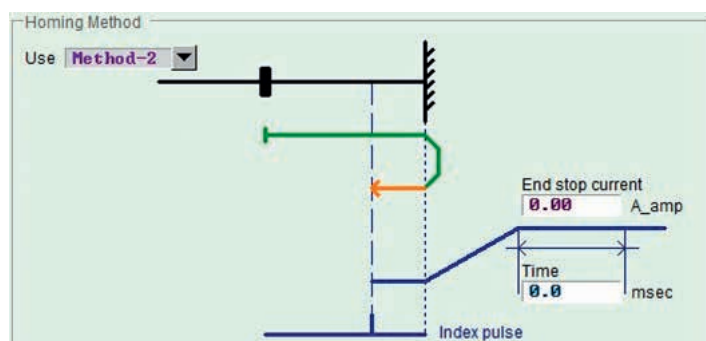 Homing Method
Use Method-2
End stop current
0.00 A_amp
Time
0.0 msec
Index pulse